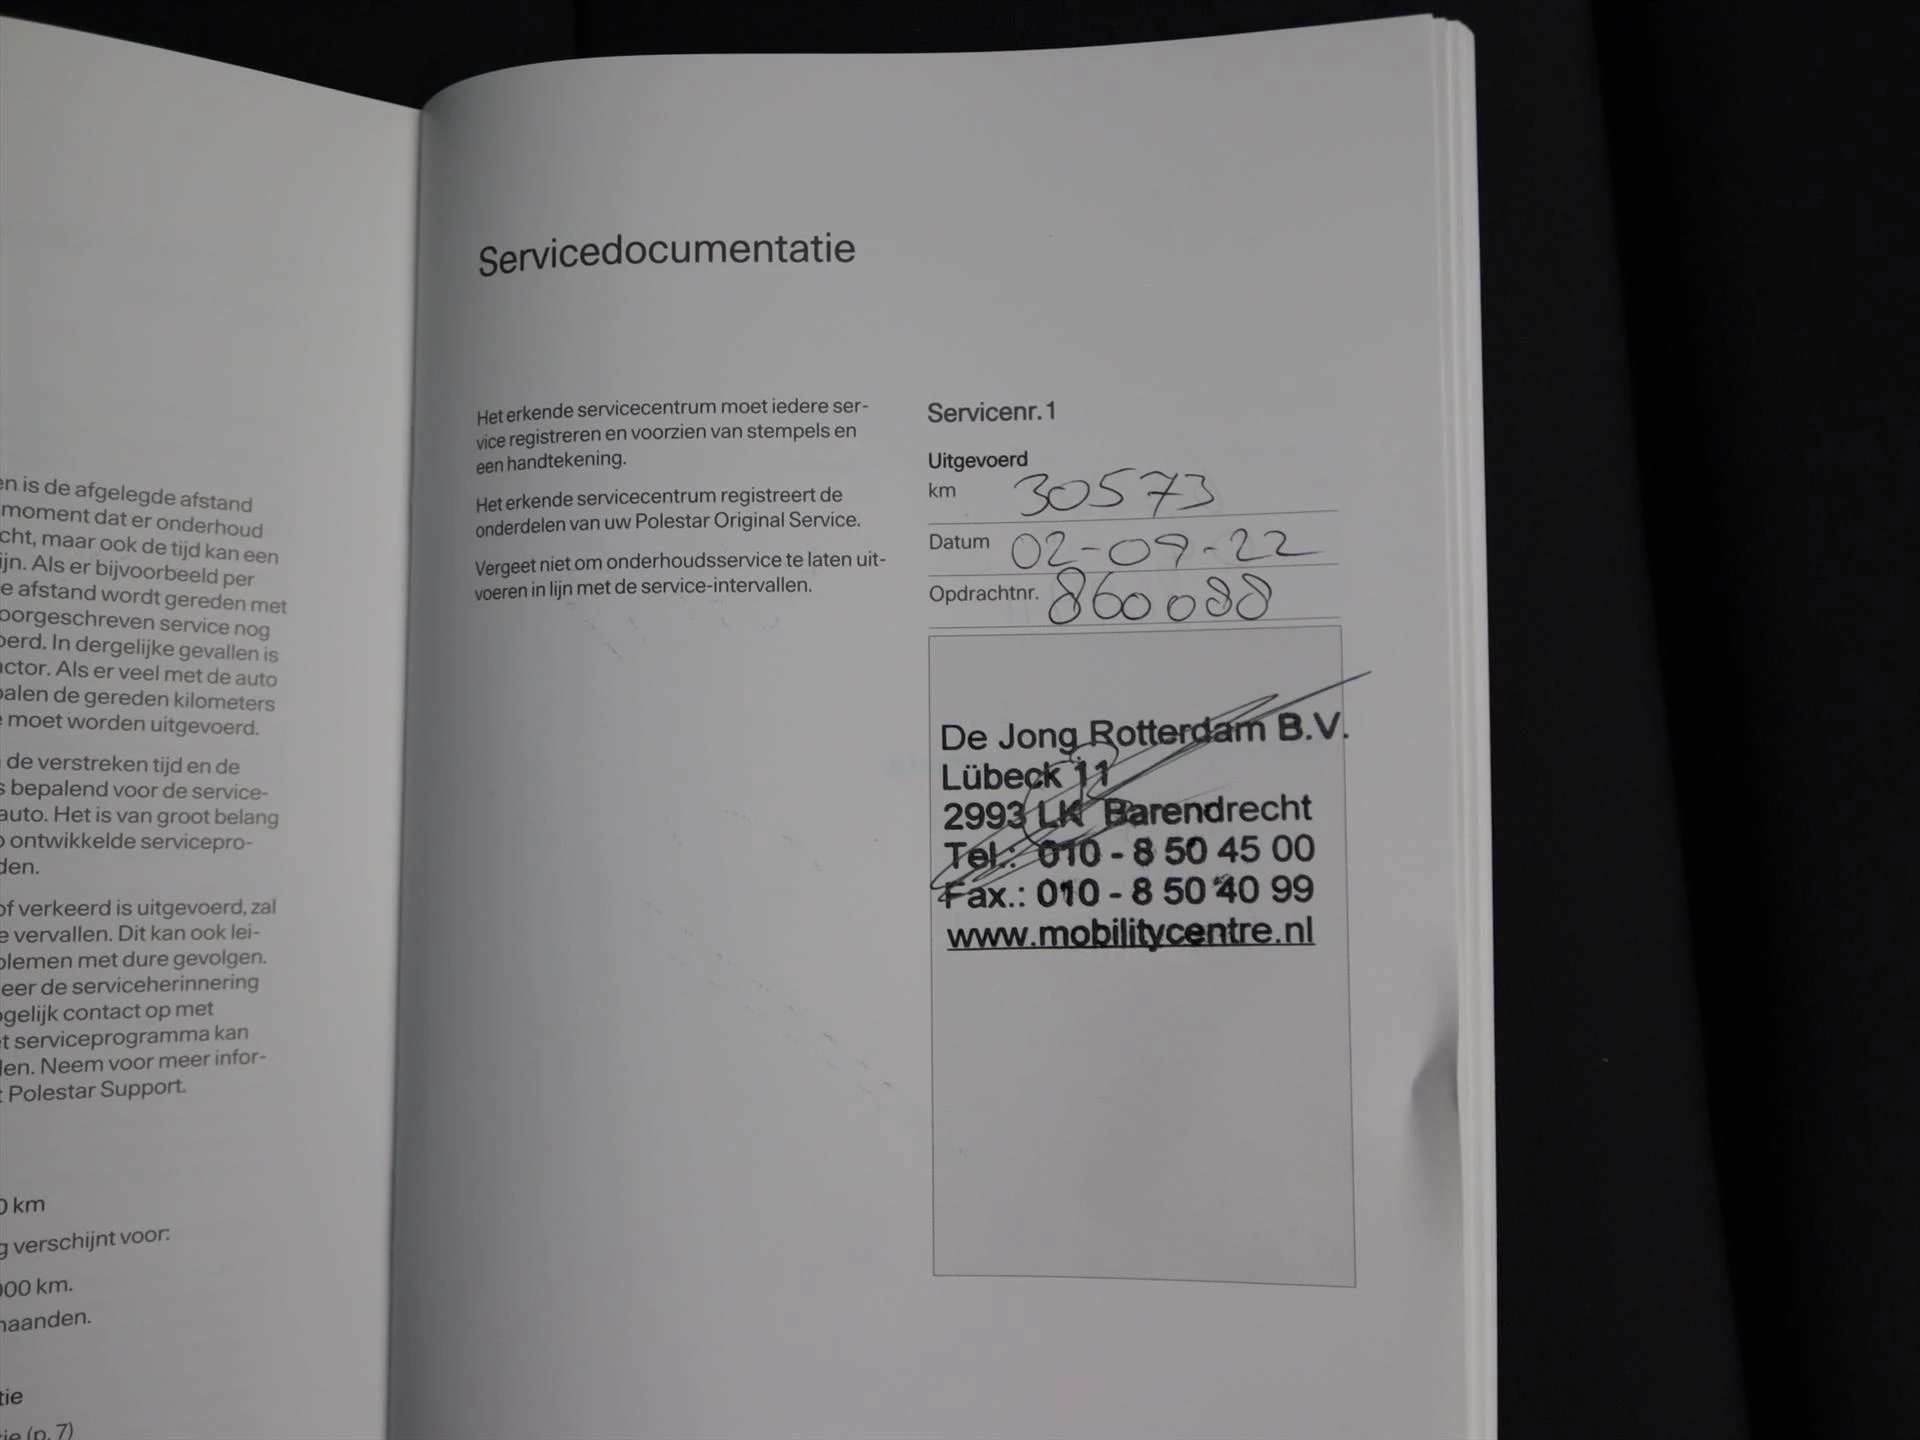 en is de afgelegde afstand
moment dat er onderhoud
cht, maar ook de tijd kan een
ijn. Als er bijvoorbeeld per
e afstand wordt gereden met
oorgeschreven service nog
oerd. In dergelijke gevallen is
actor. Als er veel met de auto
palen de gereden kilometers
e moet worden uitgevoerd.
de verstreken tijd en de
s bepalend voor de service-
auto. Het is van groot belang
o ontwikkelde servicepro-
den.
of verkeerd is uitgevoerd, zal
e vervallen. Dit kan ook lei-
blemen met dure gevolgen.
eer de serviceherinnering
ogelijk contact op met
t serviceprogramma kan
den. Neem voor meer infor-
t Polestar Support.
0 km
g verschijnt voor:
000 km.
maanden.
tie
tie (p. 7)
Servicedocumentatie
Het erkende servicecentrum moet iedere ser-
vice registreren en voorzien van stempels en
een handtekening.
Het erkende servicecentrum registreert de
onderdelen van uw Polestar Original Service.
Vergeet niet om onderhoudsservice te laten uit-
voeren in lijn met de service-intervallen.
Servicenr. 1
Uitgevoerd
km 30573
Datum 02-09-22
Opdrachtnr. 860088
De Jong Rotterdam B.V.
Lübeck 11
2993 LK Barendrecht
Tel.: 010 - 8 50 45 00
Fax.: 010 - 8 50 40 99
www.mobilitycentre.nl